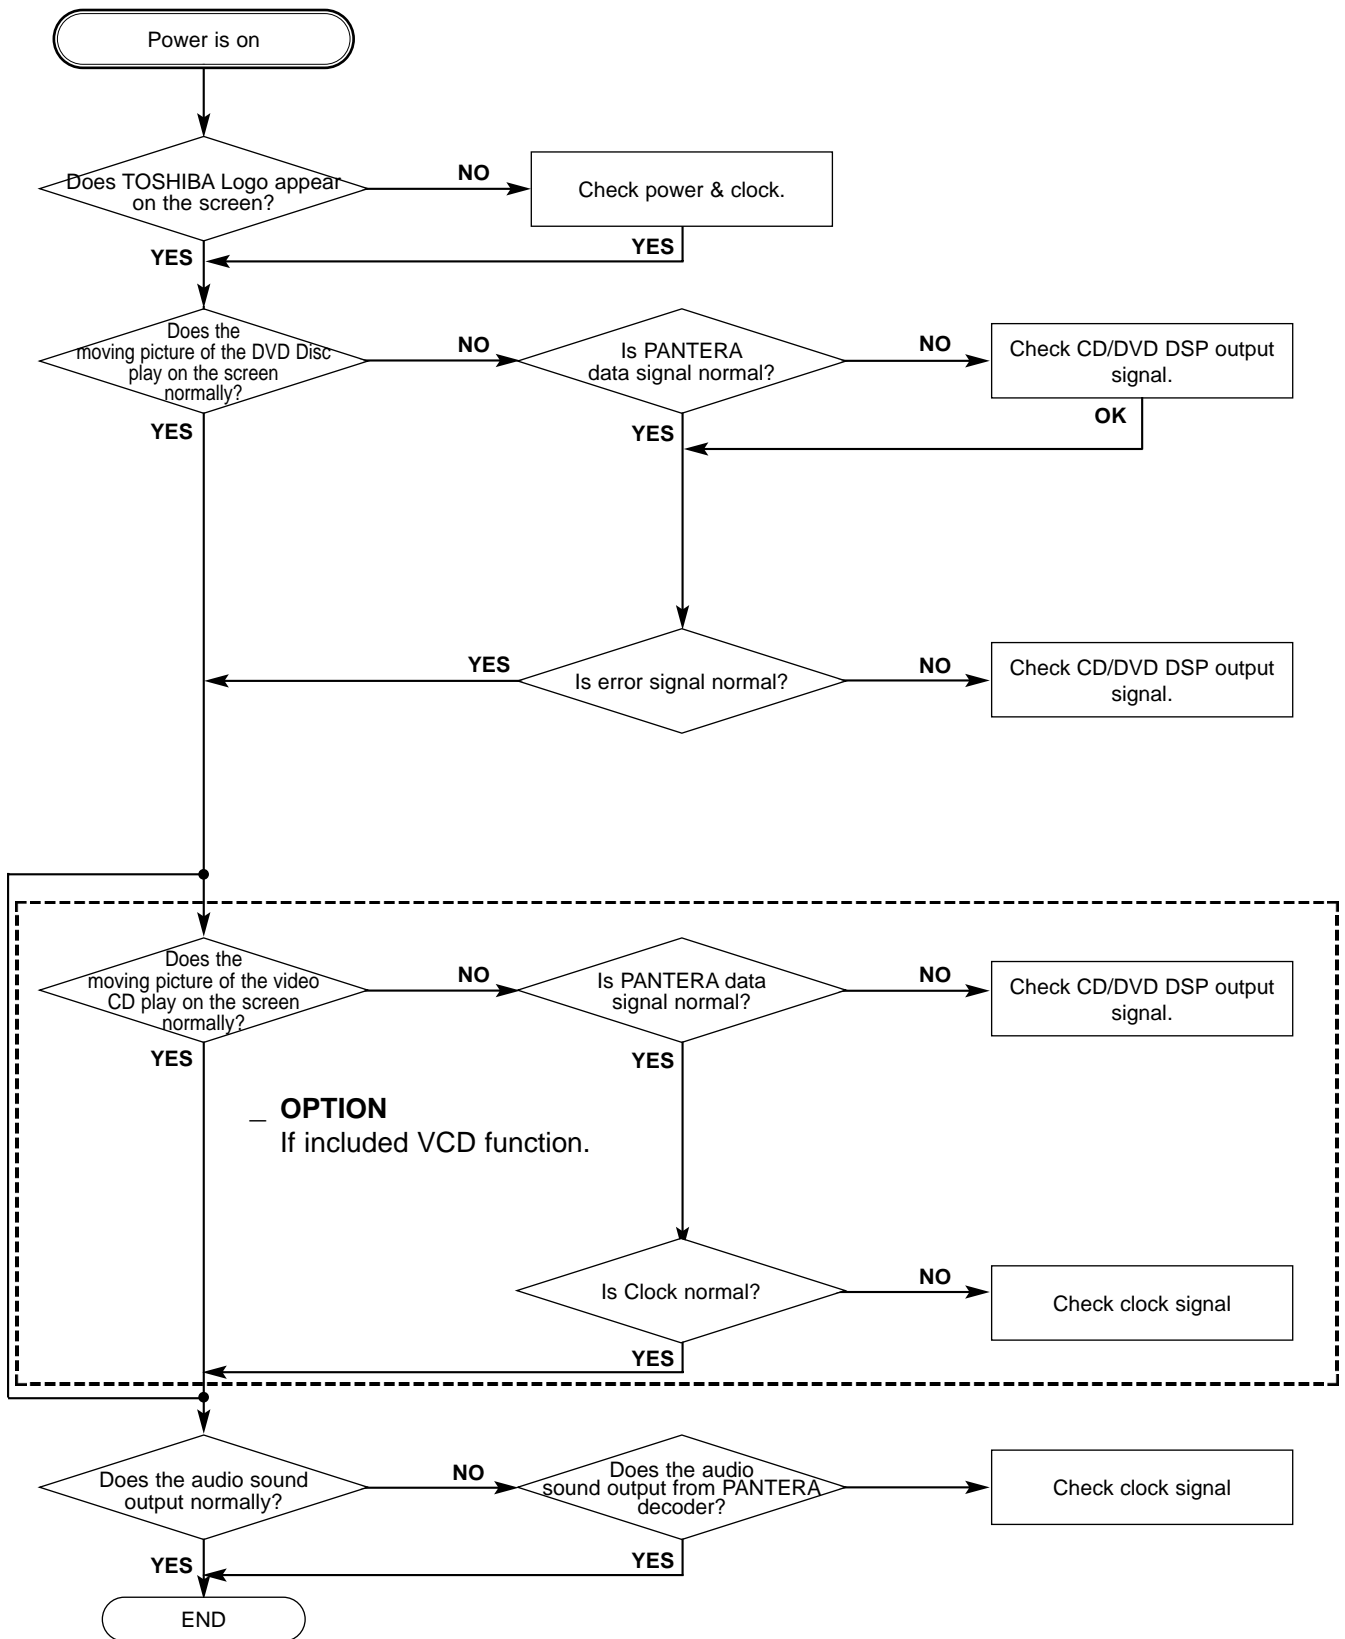 Power is on
Does TOSHIBA Logo appear
on the screen?
NO
Check power & clock.
YES
YES
Does the
moving picture of the DVD Disc
play on the screen
normally?
NO
Is PANTERA
data signal normal?
NO
Check CD/DVD DSP output
signal.
YES
YES
OK
YES
Is error signal normal?
NO
Check CD/DVD DSP output
signal.
Does the
moving picture of the video
CD play on the screen
normally?
NO
Is PANTERA data
signal normal?
NO
Check CD/DVD DSP output
signal.
YES
YES
_ OPTION
If included VCD function.
Is Clock normal?
NO
Check clock signal
YES
Does the audio sound
output normally?
NO
Does the audio
sound output from PANTERA
decoder?
Check clock signal
YES
YES
END